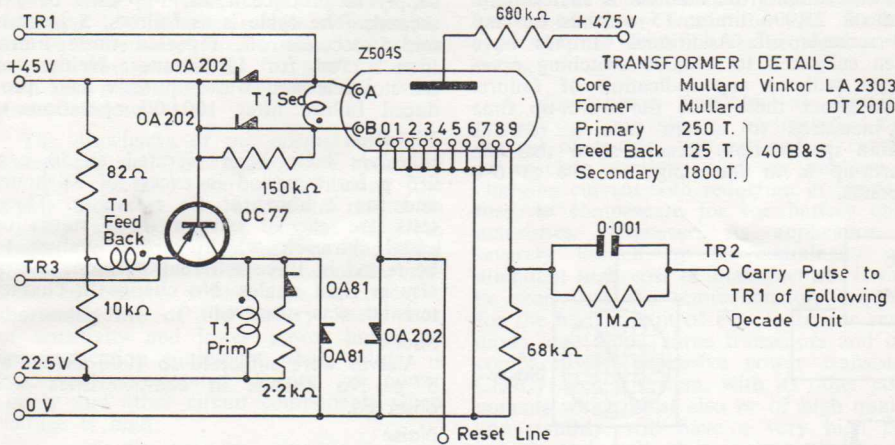 TR1
+45V
OA202
OA202
T1 Sec
Z504S
A
B 0 1 2 3 4 5 6 7 8 9
680kΩ
+475V
TRANSFORMER DETAILS
Core Mullard Vinkor LA 2303
Former Mullard DT2010
Primary 250 T.
Feed Back 125 T. } 40 B&S
Secondary 1800 T.
82Ω
T1
Feed
Back
150kΩ
OC77
TR3
10kΩ
T1
Prim
OA81
OA81
OA202
22·5V
2·2kΩ
0V
0·001
1MΩ
68kΩ
TR2
Carry Pulse to
TR1 of Following
Decade Unit
Reset Line